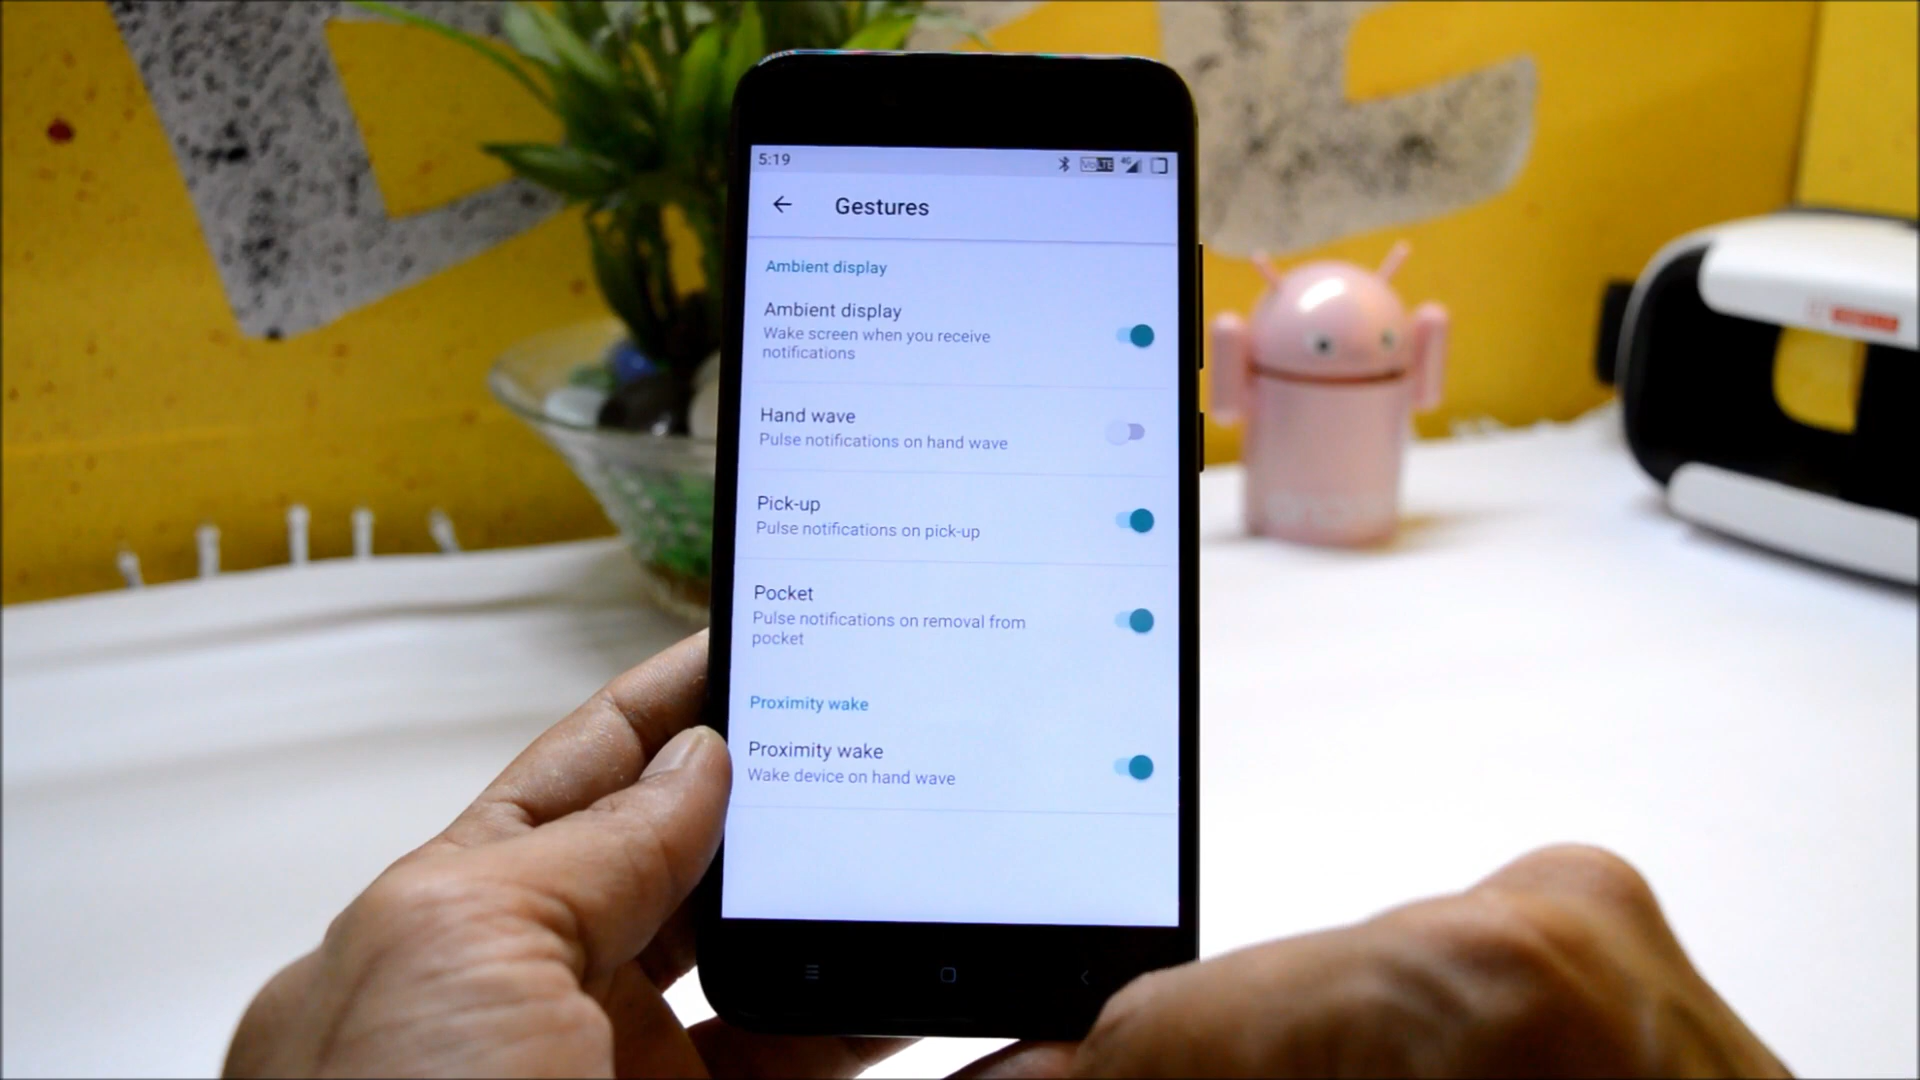 5:19
VoLTE 4G
Gestures
Ambient display
Ambient display
Wake screen when you receive
notifications
Hand wave
Pulse notifications on hand wave
Pick-up
Pulse notifications on pick-up
Pocket
Pulse notifications on removal from
pocket
Proximity wake
Proximity wake
Wake device on hand wave